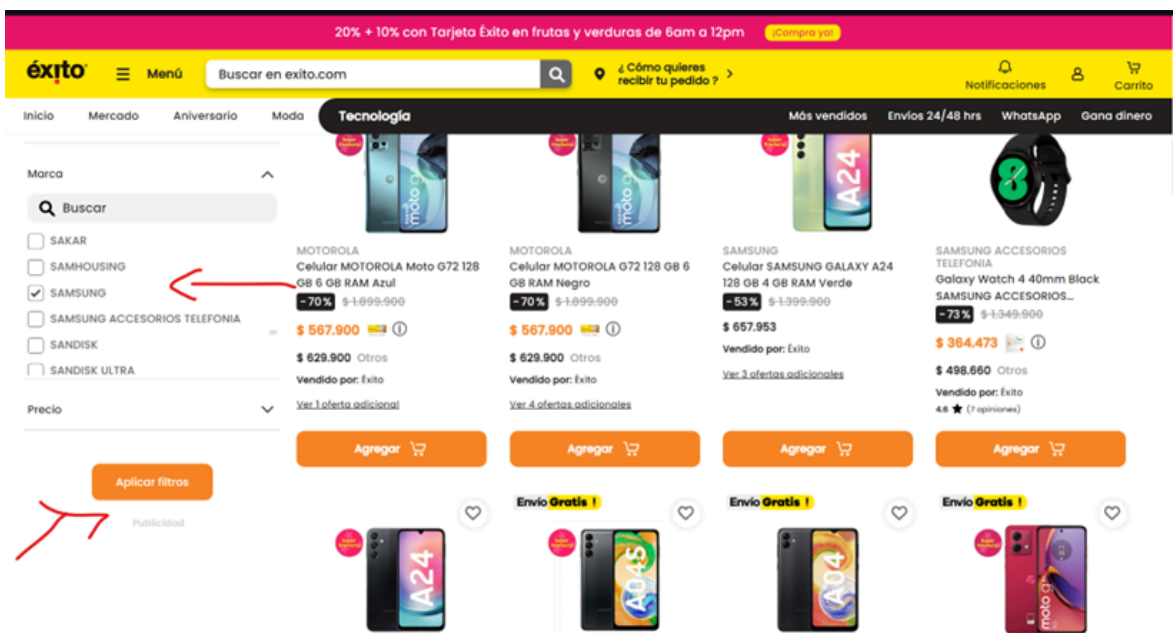 20% + 10% con Tarjeta Éxito en frutas y verduras de 6am a 12pm
¡Compra ya!
éxito
Menú
Buscar en exito.com
¿Cómo quieres
recibir tu pedido ?
Notificaciones
Carrito
Inicio
Mercado
Aniversario
Moda
Tecnología
Más vendidos
Envíos 24/48 hrs
WhatsApp
Gana dinero
Marca
Buscar
SAKAR
SAMHOUSING
SAMSUNG
SAMSUNG ACCESORIOS TELEFONIA
SANDISK
SANDISK ULTRA
Precio
Aplicar filtros
Publicidad
moto g
MOTOROLA
Celular MOTOROLA Moto G72 128
GB 6 GB RAM Azul
-70% $ 1.899.900
$ 567.900
$ 629.900 Otros
Vendido por: Éxito
Ver 1 oferta adicional
Agregar
moto g
MOTOROLA
Celular MOTOROLA G72 128 GB 6
GB RAM Negro
-70% $ 1.899.900
$ 567.900
$ 629.900 Otros
Vendido por: Éxito
Ver 4 ofertas adicionales
Agregar
A24
SAMSUNG
Celular SAMSUNG GALAXY A24
128 GB 4 GB RAM Verde
-53% $ 1.399.900
$ 657.953
Vendido por: Éxito
Ver 3 ofertas adicionales
Agregar
SAMSUNG ACCESORIOS
TELEFONIA
Galaxy Watch 4 40mm Black
SAMSUNG ACCESORIOS...
-73% $ 1.349.900
$ 364.473
$ 498.660 Otros
Vendido por: Éxito
4.6 ★ (7 opiniones)
Agregar
A24
Envío Gratis !
A04s
Envío Gratis !
A04
Envío Gratis !
moto g